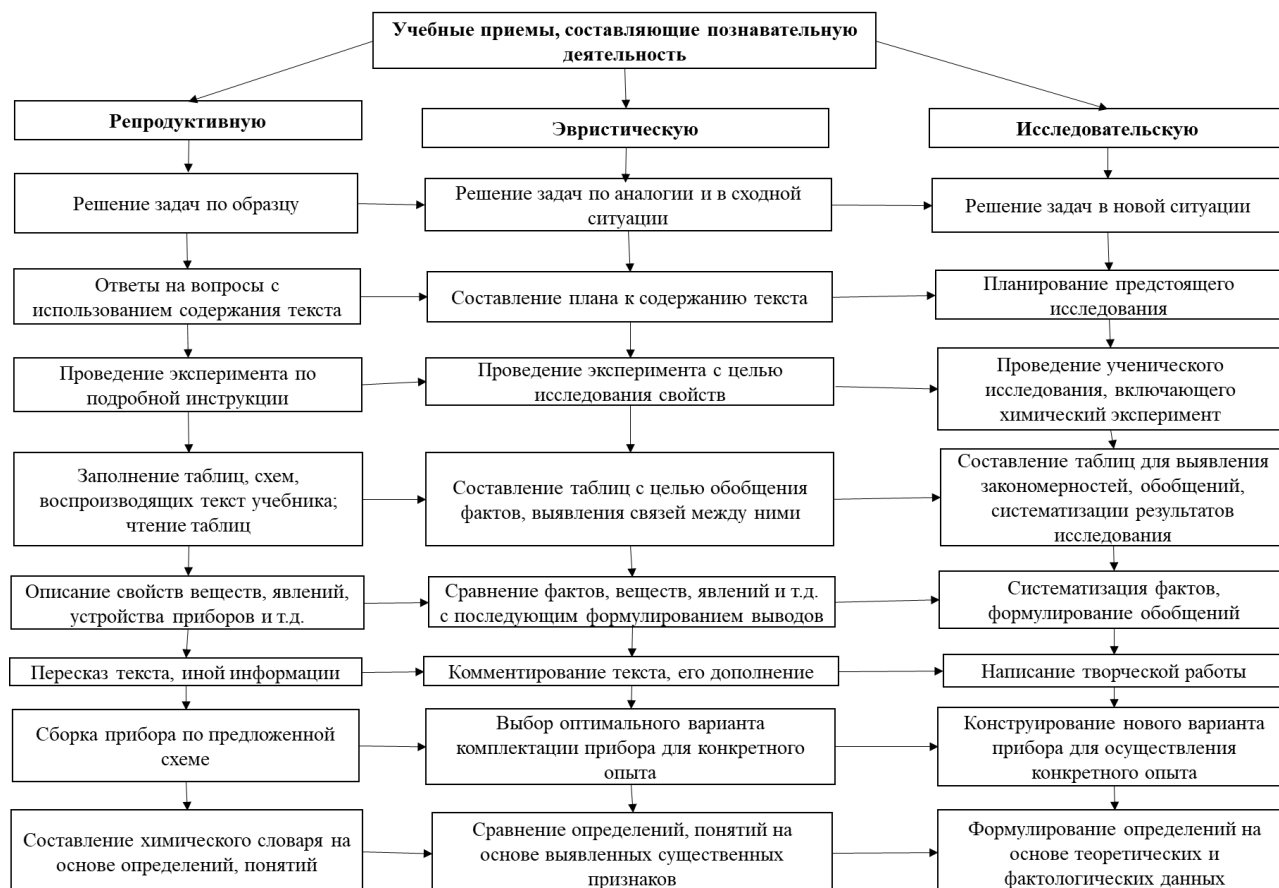 Учебные приемы, составляющие познавательную
деятельность
Репродуктивную
Эвристическую
Исследовательскую
Решение задач по образцу
Решение задач по аналогии и в сходной
ситуации
Решение задач в новой ситуации
Ответы на вопросы с
использованием содержания текста
Составление плана к содержанию текста
Планирование предстоящего
исследования
Проведение эксперимента по
подробной инструкции
Проведение эксперимента с целью
исследования свойств
Проведение ученического
исследования, включающего
химический эксперимент
Заполнение таблиц, схем,
воспроизводящих текст учебника;
чтение таблиц
Составление таблиц с целью обобщения
фактов, выявления связей между ними
Составление таблиц для выявления
закономерностей, обобщений,
систематизации результатов
исследования
Описание свойств веществ, явлений,
устройства приборов и т.д.
Сравнение фактов, веществ, явлений и т.д.
с последующим формулированием выводов
Систематизация фактов,
формулирование обобщений
Пересказ текста, иной информации
Комментирование текста, его дополнение
Написание творческой работы
Сборка прибора по предложенной
схеме
Выбор оптимального варианта
комплектации прибора для конкретного
опыта
Конструирование нового варианта
прибора для осуществления
конкретного опыта
Составление химического словаря на
основе определений, понятий
Сравнение определений, понятий на
основе выявленных существенных
признаков
Формулирование определений на
основе теоретических и
фактологических данных